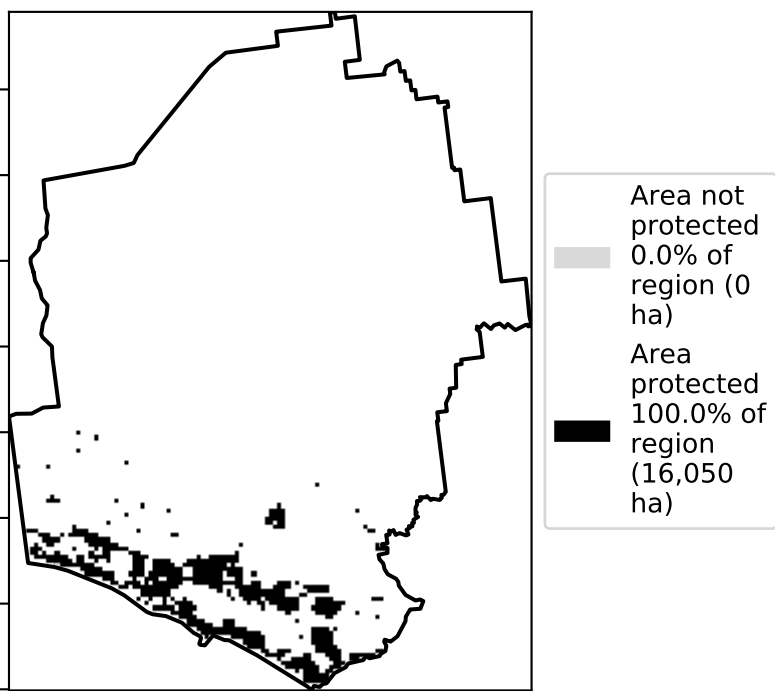 Area not
protected
0.0% of
region (0
ha)
Area
protected
100.0% of
region
(16,050
ha)